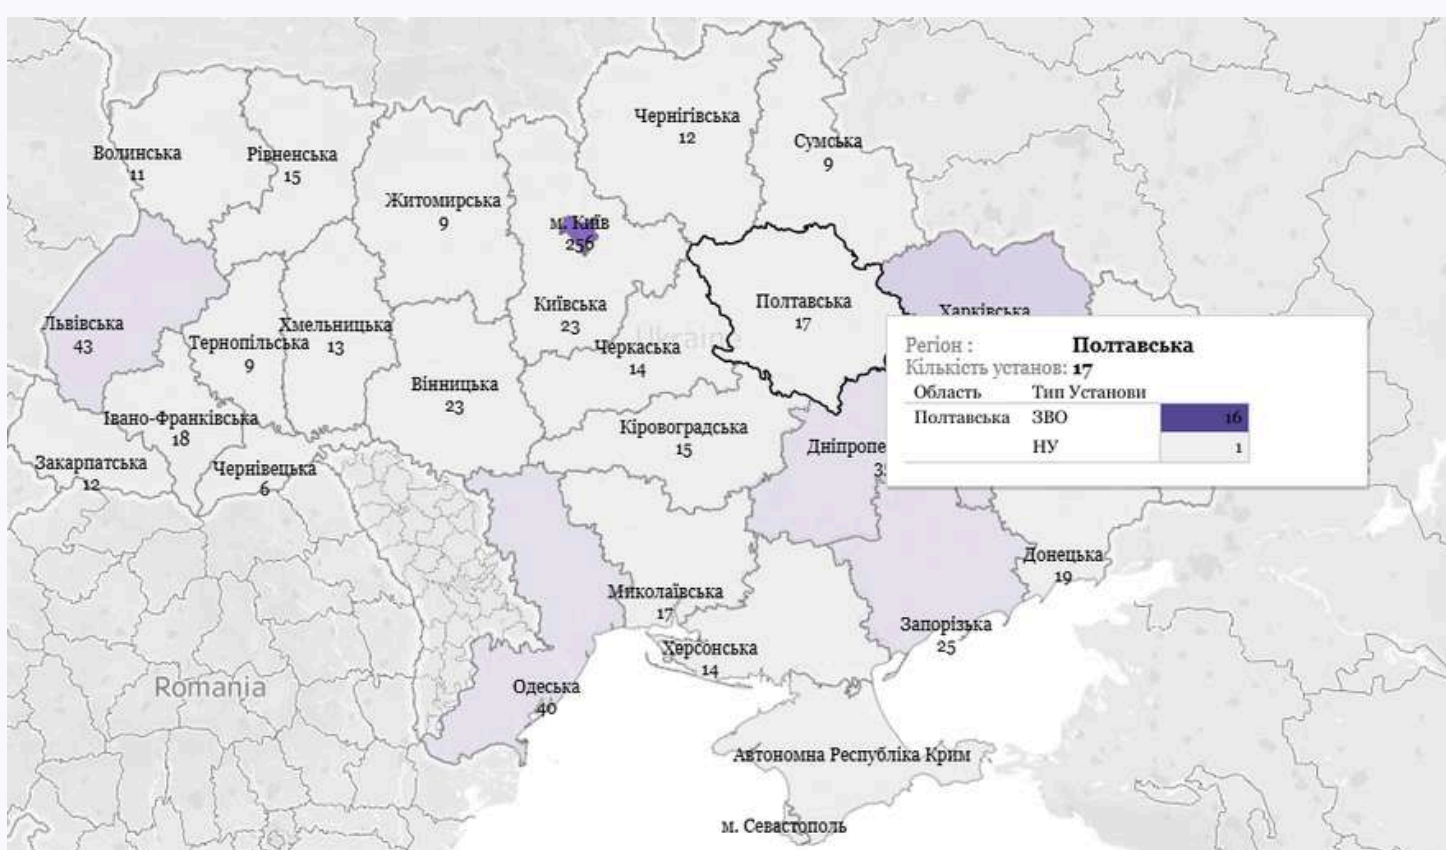 Чернігівська
12
Сумська
9
Волинська
11
Рівненська
15
Житомирська
9
м. Київ
256
Київська
23
Полтавська
17
Харківська
Львівська
43
Тернопільська
9
Хмельницька
13
Ukraine
Черкаська
14
Вінницька
23
Івано-Франківська
18
Кіровоградська
15
Закарпатська
12
Чернівецька
6
Регіон : Полтавська
Кількість установ: 17
Область Тип Установи
Полтавська ЗВО 16
НУ 1
Дніпропе
Донецька
19
Миколаївська
17
Запорізька
25
Херсонська
14
Romania
Одеська
40
Автономна Республіка Крим
м. Севастополь